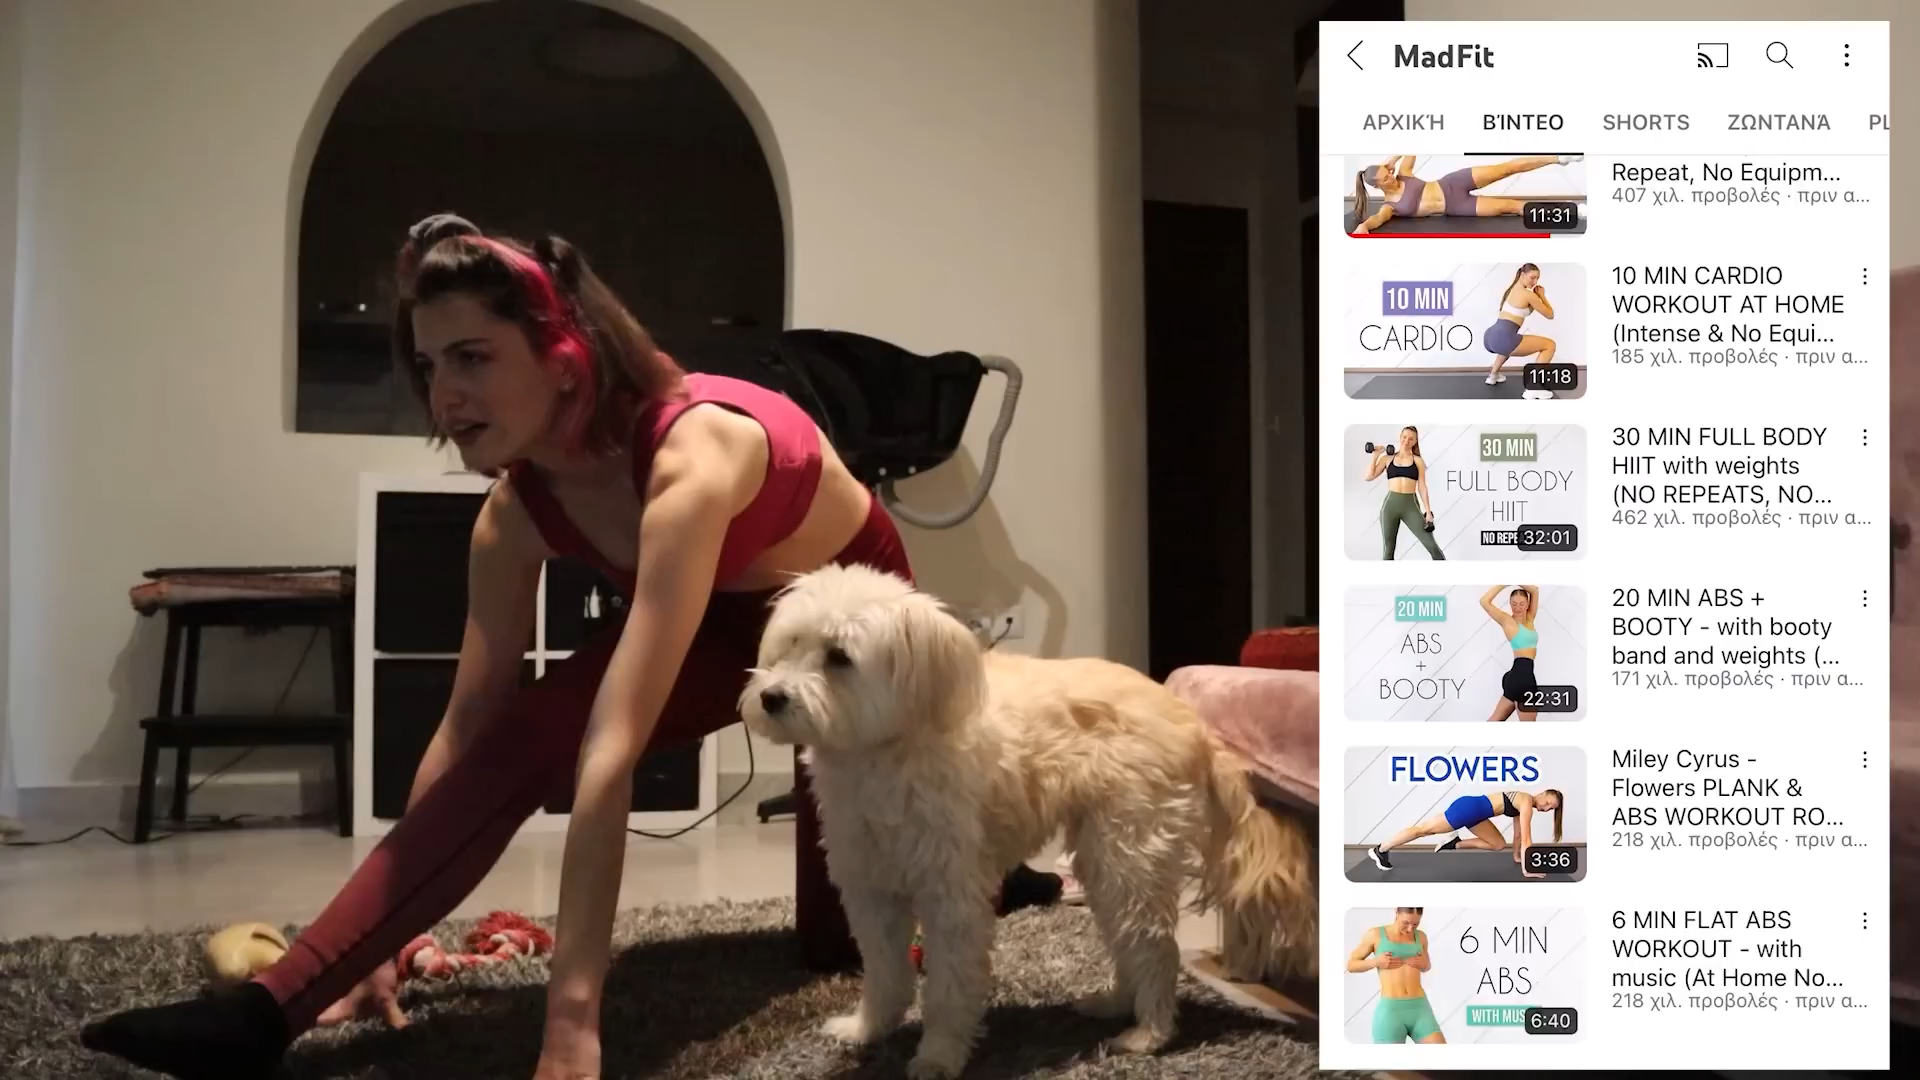 MadFit
ΑΡΧΙΚΉ ΒΊΝΤΕΟ SHORTS ΖΩΝΤΑΝΆ PL
Repeat, No Equipm...
407 χιλ. προβολές · πριν α...
11:31
10 MIN
CARDIO
11:18
10 MIN CARDIO
WORKOUT AT HOME
(Intense & No Equi...
185 χιλ. προβολές · πριν α...
30 MIN
FULL BODY
HIIT
NO REPE
32:01
30 MIN FULL BODY
HIIT with weights
(NO REPEATS, NO...
462 χιλ. προβολές · πριν α...
20 MIN
ABS
+
BOOTY
22:31
20 MIN ABS +
BOOTY - with booty
band and weights (...
171 χιλ. προβολές · πριν α...
FLOWERS
3:36
Miley Cyrus -
Flowers PLANK &
ABS WORKOUT RO...
218 χιλ. προβολές · πριν α...
6 MIN
ABS
WITH MUS
6:40
6 MIN FLAT ABS
WORKOUT - with
music (At Home No...
218 χιλ. προβολές · πριν α...